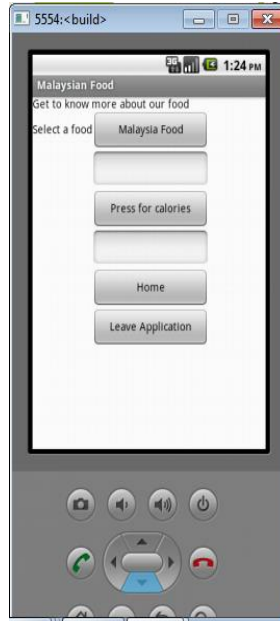 5554:<build>
3G 1:24 PM
Malaysian Food
Get to know more about our food
Select a food Malaysia Food
Press for calories
Home
Leave Application